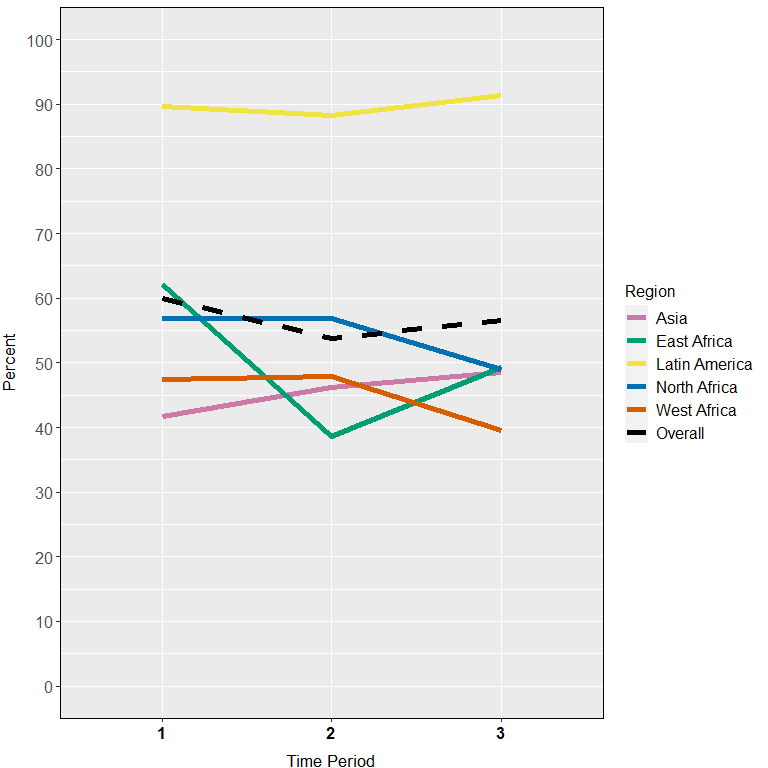 100
90
80
70
60
50
40
30
20
10
0
Percent
1 2 3
Time Period
Region
Asia
East Africa
Latin America
North Africa
West Africa
Overall